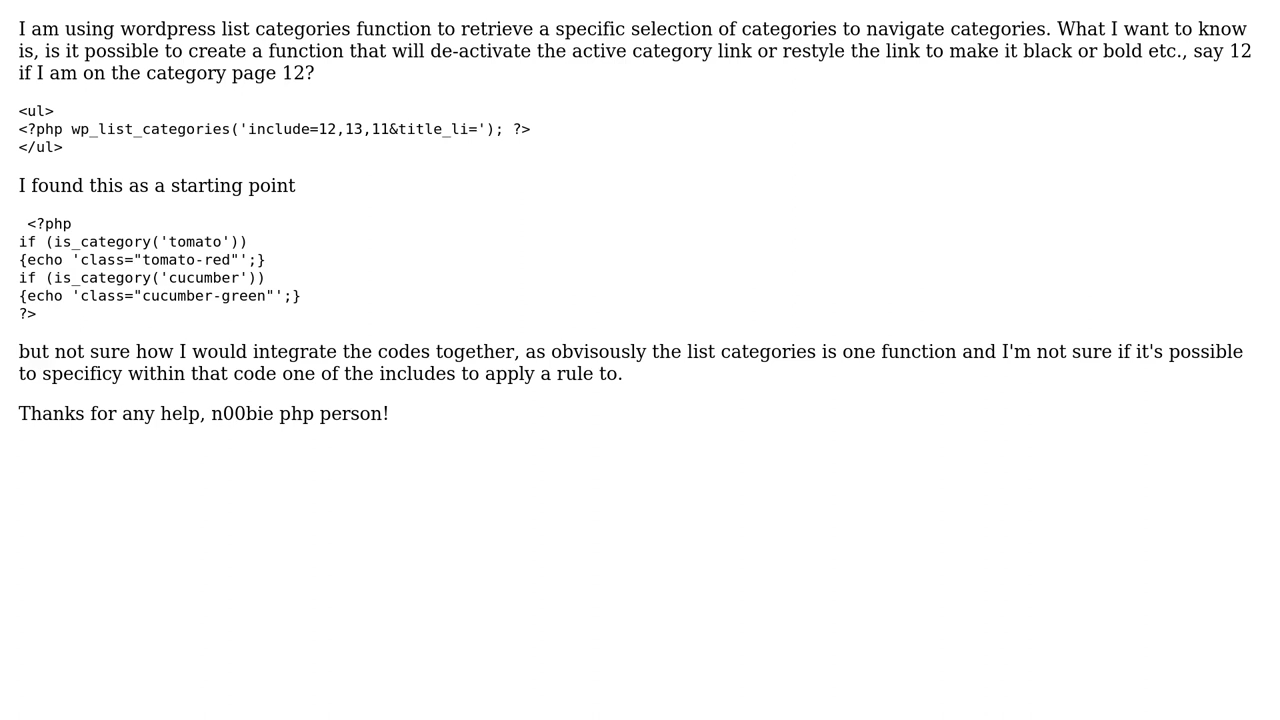 I am using wordpress list categories function to retrieve a specific selection of categories to navigate categories. What I want to know
is, is it possible to create a function that will de-activate the active category link or restyle the link to make it black or bold etc., say 12
if I am on the category page 12?
<ul>
<?php wp_list_categories('include=12,13,11&title_li='); ?>
</ul>
I found this as a starting point
<?php
if (is_category('tomato'))
{echo 'class="tomato-red"';}
if (is_category('cucumber'))
{echo 'class="cucumber-green"';}
?>
but not sure how I would integrate the codes together, as obvisously the list categories is one function and I'm not sure if it's possible
to specificy within that code one of the includes to apply a rule to.
Thanks for any help, n00bie php person!